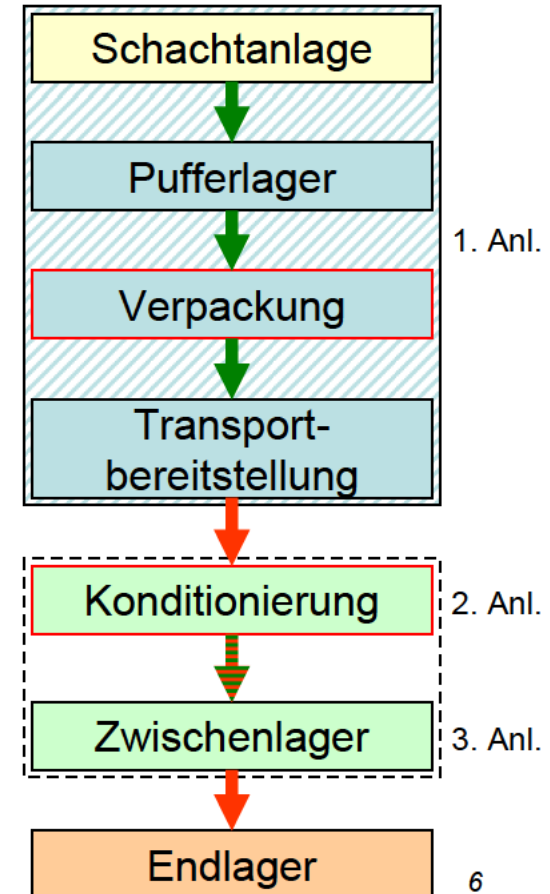 Schachtanlage
Pufferlager
1. Anl.
Verpackung
Transport-
bereitstellung
Konditionierung
2. Anl.
Zwischenlager
3. Anl.
Endlager
6